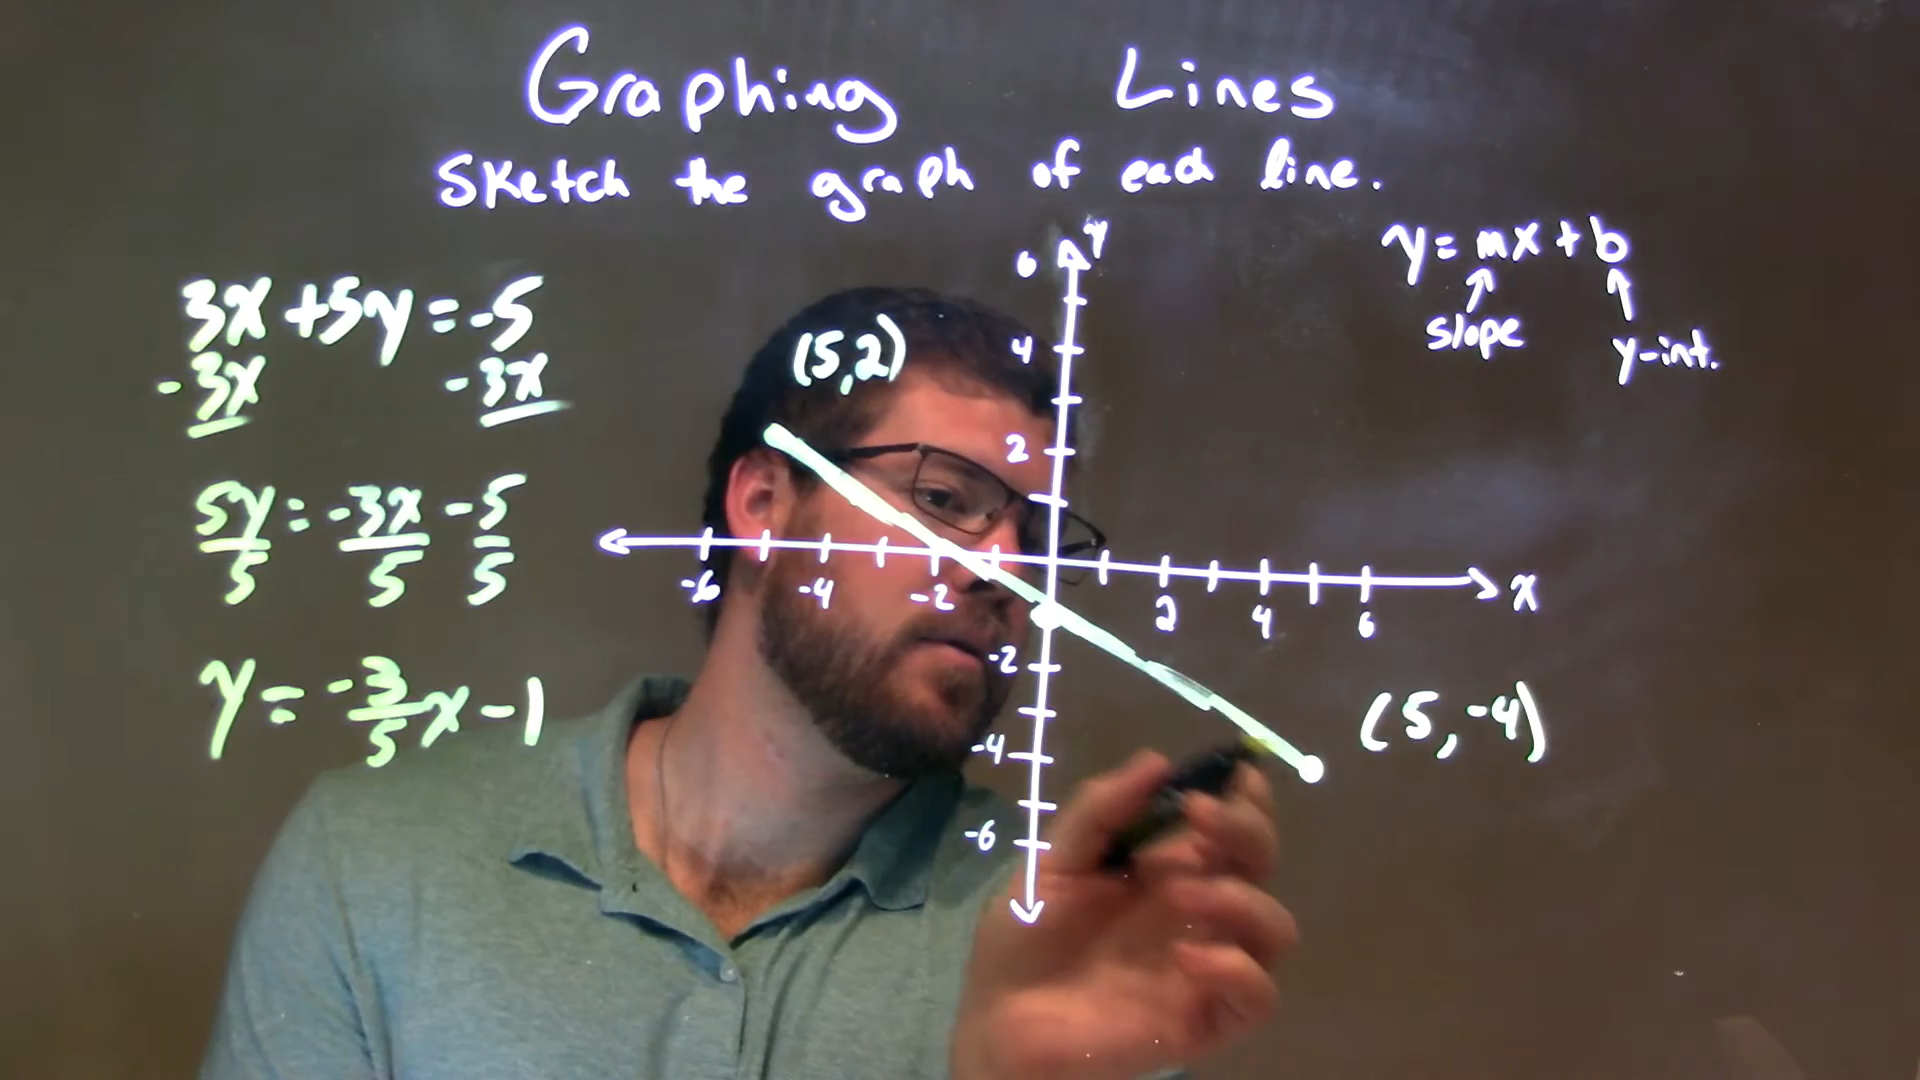 Graphing Lines
Sketch the graph of each line.
3x + 5y = -5
-3x -3x
5y/5 = -3x/5 - 5/5
y = -3/5 x - 1
y = mx + b
slope
y-int.
(5,2)
(5,-4)
y
6
4
2
-2
-4
-6
-6 -4 -2 2 4 6 x